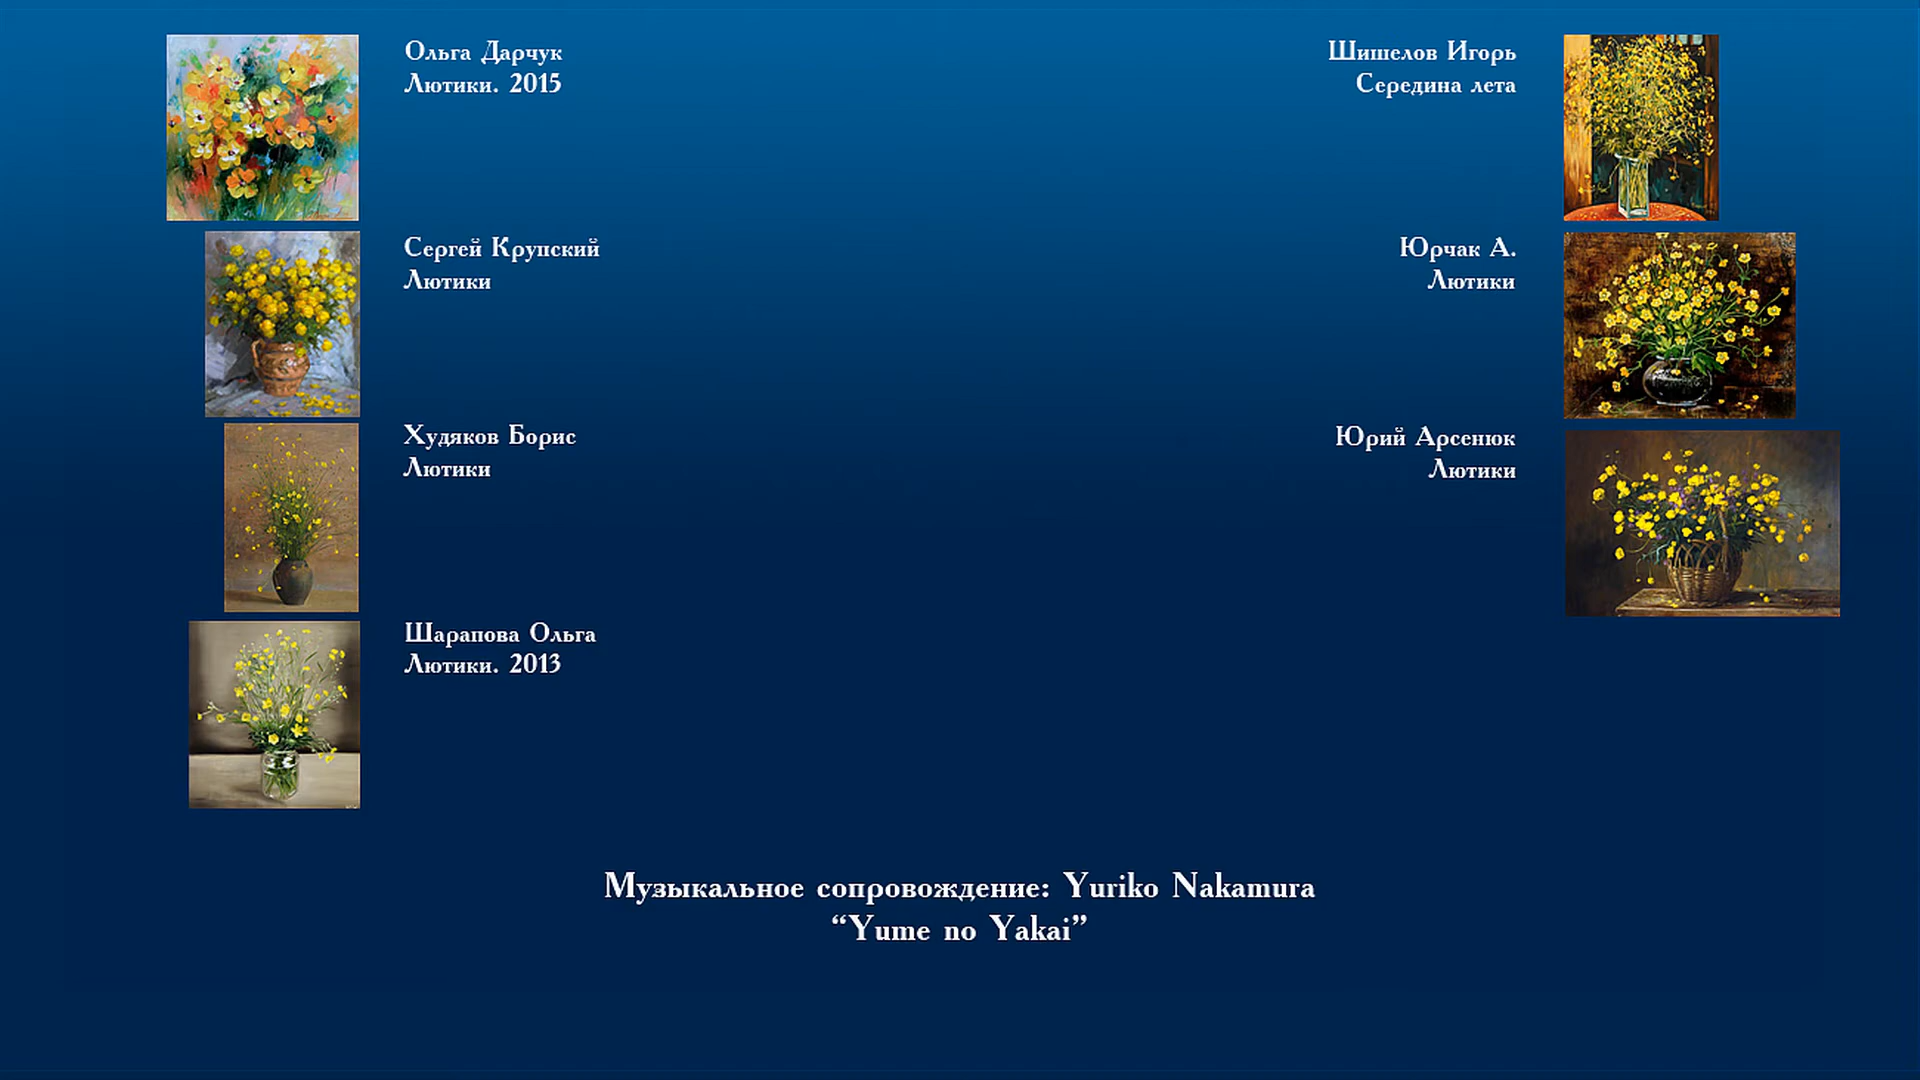 Ольга Дарчук
Лютики. 2015
Сергей Крупский
Лютики
Худяков Борис
Лютики
Шарапова Ольга
Лютики. 2013
Шишелов Игорь
Середина лета
Юрчак А.
Лютики
Юрий Арсенюк
Лютики
Музыкальное сопровождение: Yuriko Nakamura
“Yume no Yakai”